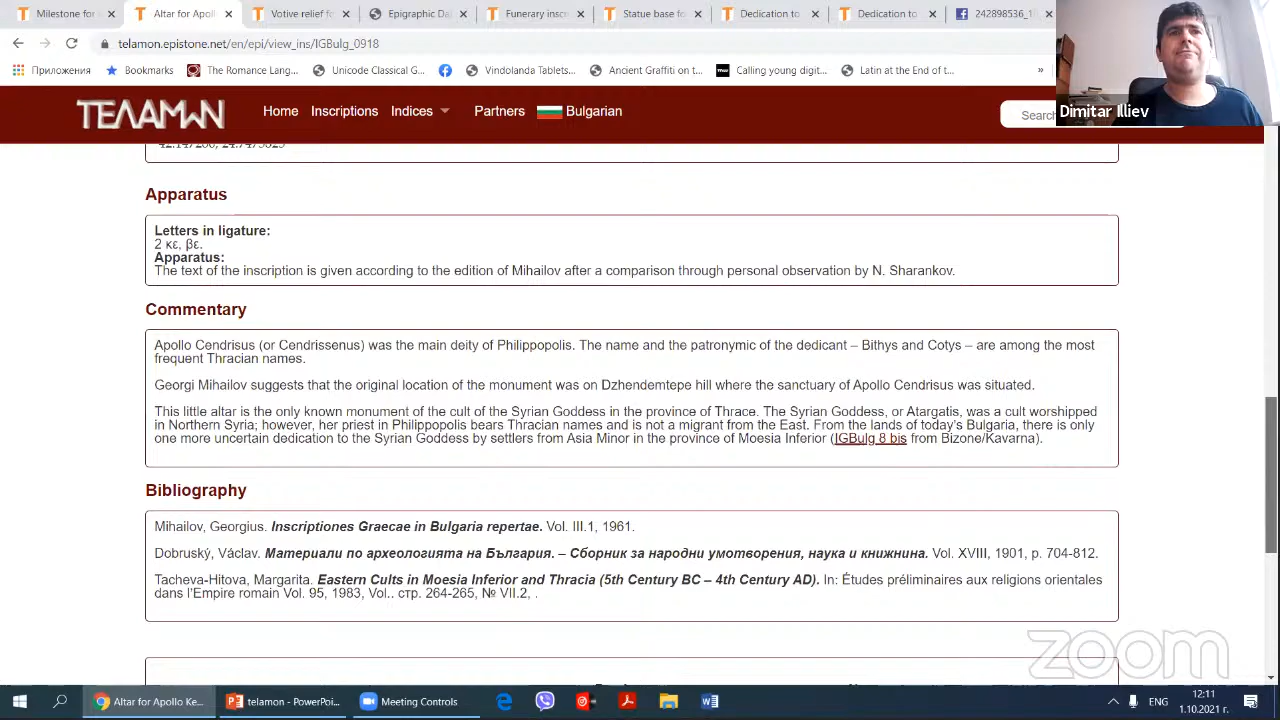 Altar for Ap
Votive relief fo
Epigraphic Dat
Funerary inscr
Statue base fo
Dedication to
Dedication of
242898536_10
telamon.proletstone.net/en/epi/view_ins/IGBulg_0918
Приложения
Bookmarks
The Romance Lang...
Unicode Classical G...
Vindolanda Tablets...
Ancient Graffiti on t...
Calling young digit...
Latin at the End of t...
»
ΤΕΛΑΜΩΝ
Home
Inscriptions
Indices
Partners
Bulgarian
Search
Dimitar Illiev
Apparatus
Letters in ligature:
2 κε, βε.
Apparatus:
The text of the inscription is given according to the edition of Mihailov after a comparison through personal observation by N. Sharankov.
Commentary
Apollo Cendrisus (or Cendrissenus) was the main deity of Philippopolis. The name and the patronymic of the dedicant – Bithys and Cotys – are among the most
frequent Thracian names.
Georgi Mihailov suggests that the original location of the monument was on Dzhendemtepe hill where the sanctuary of Apollo Cendrisus was situated.
This little altar is the only known monument of the cult of the Syrian Goddess in the province of Thrace. The Syrian Goddess, or Atargatis, was a cult worshipped
in Northern Syria; however, her priest in Philippopolis bears Thracian names and is not a migrant from the East. From the lands of today's Bulgaria, there is only
one more uncertain dedication to the Syrian Goddess by settlers from Asia Minor in the province of Moesia Inferior (IGBulg 8 bis from Bizone/Kavarna).
Bibliography
Mihailov, Georgius. Inscriptiones Graecae in Bulgaria repertae. Vol. III.1, 1961.
Dobruský, Václav. Материали по археологията на България. – Сборник за народни умотворения, наука и книжнина. Vol. XVIII, 1901, p. 704-812.
Tacheva-Hitova, Margarita. Eastern Cults in Moesia Inferior and Thracia (5th Century BC – 4th Century AD). In: Études préliminaires aux religions orientales
dans l'Empire romain Vol. 95, 1983, Vol.. стр. 264-265, № VII.2, .
zoom
Altar for Apollo Ke...
telamon - PowerPoi...
Meeting Controls
ENG
12:11
1.10.2021 г.